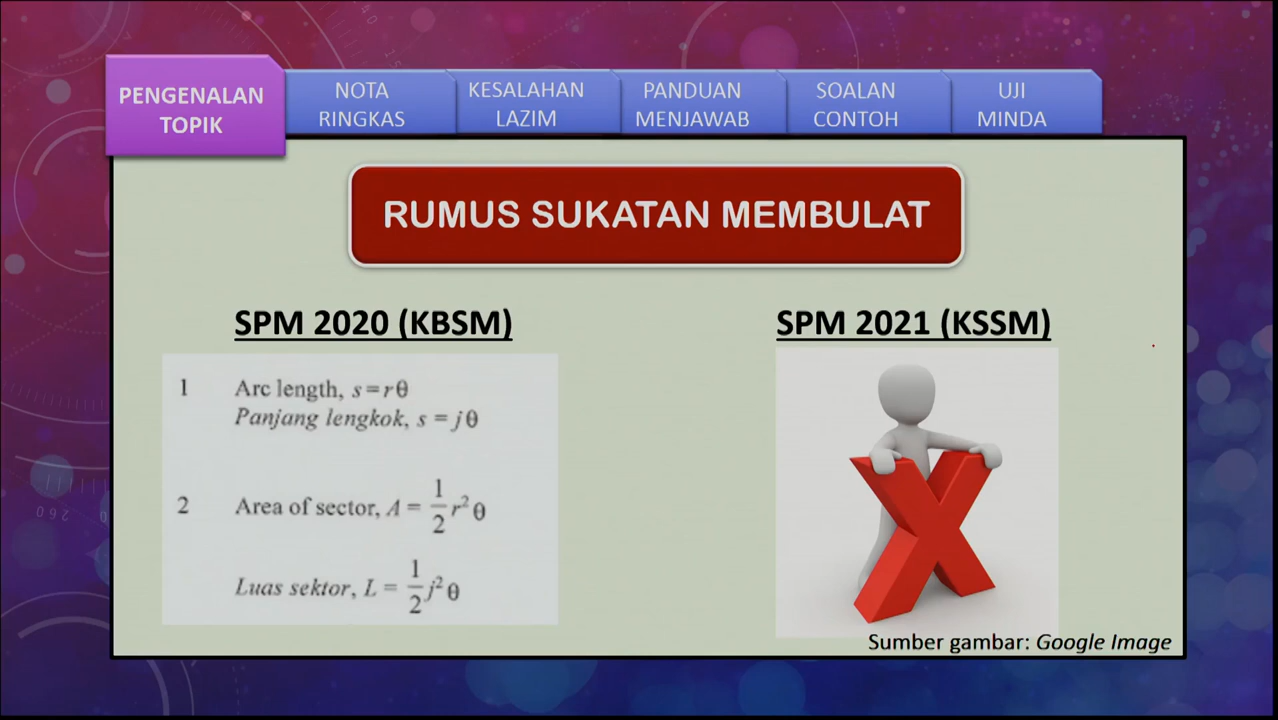 PENGENALAN
TOPIK
NOTA
RINGKAS
KESALAHAN
LAZIM
PANDUAN
MENJAWAB
SOALAN
CONTOH
UJI
MINDA
RUMUS SUKATAN MEMBULAT
SPM 2020 (KBSM)
1 Arc length, s = rθ
Panjang lengkok, s = jθ
2 Area of sector, A = 1/2 r²θ
Luas sektor, L = 1/2 j²θ
SPM 2021 (KSSM)
Sumber gambar: Google Image
260